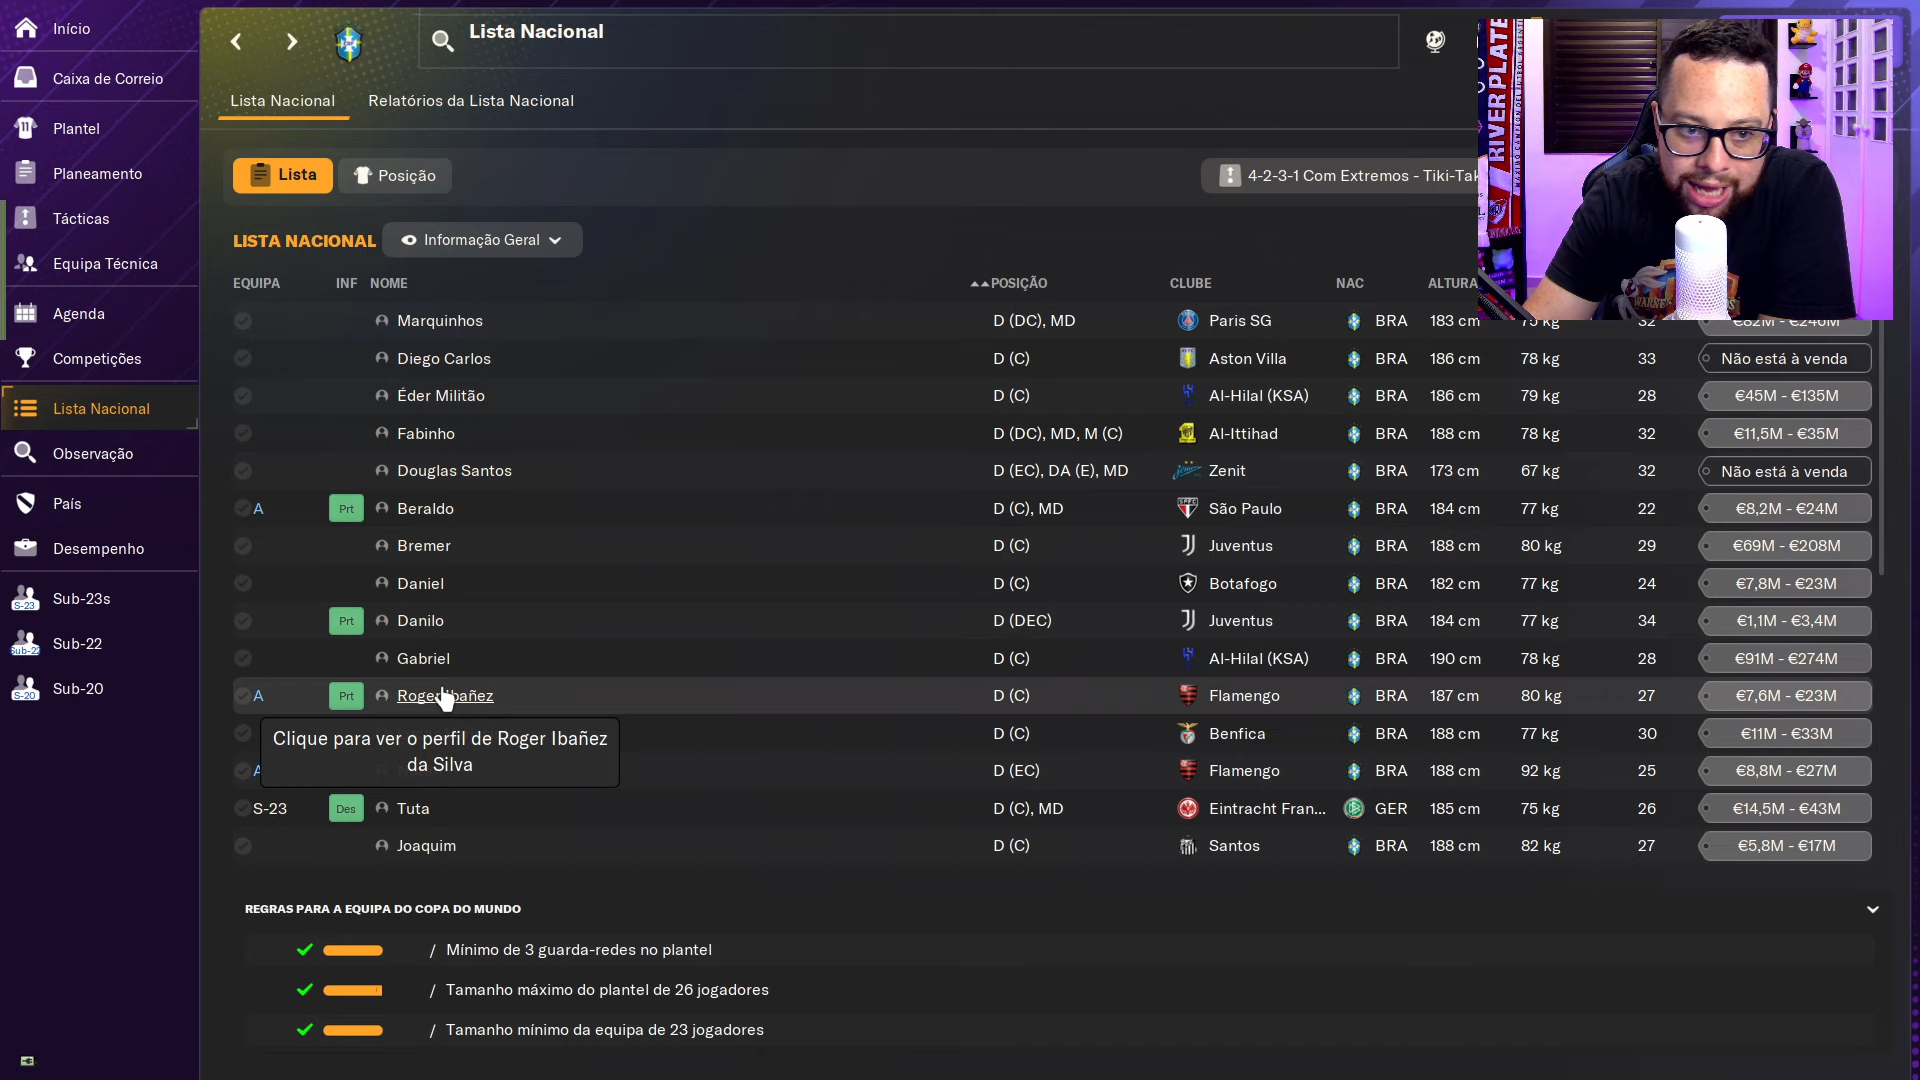 Início
Caixa de Correio
Plantel
Planeamento
Tácticas
Equipa Técnica
Agenda
Competições
Lista Nacional
Observação
País
Desempenho
S-23 Sub-23s
Sub-22
S-20 Sub-20
Lista Nacional
Lista Nacional Relatórios da Lista Nacional
Lista Posição 4-2-3-1 Com Extremos - Tiki-Tak
LISTA NACIONAL Informação Geral
EQUIPA INF NOME POSIÇÃO CLUBE NAC ALTURA
Marquinhos D (DC), MD Paris SG BRA 183 cm 75 kg 32 €82M - €246M
Diego Carlos D (C) Aston Villa BRA 186 cm 78 kg 33 Não está à venda
Éder Militão D (C) Al-Hilal (KSA) BRA 186 cm 79 kg 28 €45M - €135M
Fabinho D (DC), MD, M (C) Al-Ittihad BRA 188 cm 78 kg 32 €11,5M - €35M
Douglas Santos D (EC), DA (E), MD Zenit BRA 173 cm 67 kg 32 Não está à venda
A Prt Beraldo D (C), MD São Paulo BRA 184 cm 77 kg 22 €8,2M - €24M
Bremer D (C) Juventus BRA 188 cm 80 kg 29 €69M - €208M
Daniel D (C) Botafogo BRA 182 cm 77 kg 24 €7,8M - €23M
Prt Danilo D (DEC) Juventus BRA 184 cm 77 kg 34 €1,1M - €3,4M
Gabriel D (C) Al-Hilal (KSA) BRA 190 cm 78 kg 28 €91M - €274M
A Prt Roger Ibañez D (C) Flamengo BRA 187 cm 80 kg 27 €7,6M - €23M
D (C) Benfica BRA 188 cm 77 kg 30 €11M - €33M
Clique para ver o perfil de Roger Ibañez
da Silva
A D (EC) Flamengo BRA 188 cm 92 kg 25 €8,8M - €27M
S-23 Des Tuta D (C), MD Eintracht Fran... GER 185 cm 75 kg 26 €14,5M - €43M
Joaquim D (C) Santos BRA 188 cm 82 kg 27 €5,8M - €17M
REGRAS PARA A EQUIPA DO COPA DO MUNDO
/ Mínimo de 3 guarda-redes no plantel
/ Tamanho máximo do plantel de 26 jogadores
/ Tamanho mínimo da equipa de 23 jogadores
RIVER PLATE